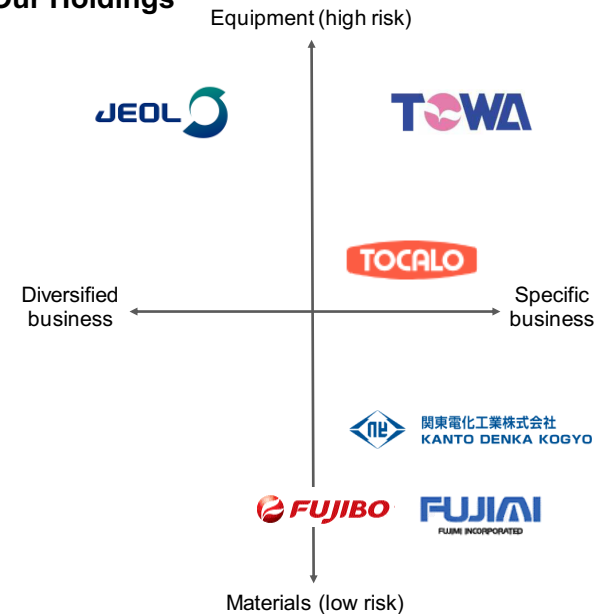 Our Holdings
Equipment (high risk)
JEOL
TOWA
TOCALO
Diversified
business
Specific
business
関東電化工業株式会社
KANTO DENKA KOGYO
FUJIBO
FUJIMI
FUJIMI INCORPORATED
Materials (low risk)